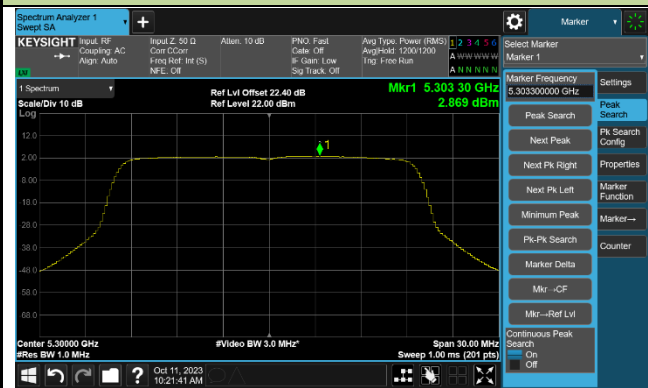 Spectrum Analyzer 1
Swept SA
Marker
KEYSIGHT
Input: RF
Coupling: AC
Align: Auto
Input Z: 50 Ω
Corr CCorr
Freq Ref: Int (S)
NFE: Off
Atten: 10 dB
PNO: Fast
Gate: Off
IF Gain: Low
Sig Track: Off
Avg Type: Power (RMS)
Avg|Hold: 1200/1200
Trig: Free Run
1 2 3 4 5 6
A W W W W W
A N N N N N
Select Marker
Marker 1
1 Spectrum
Scale/Div 10 dB
Log
Ref Lvl Offset 22.40 dB
Ref Level 22.00 dBm
Mkr1 5.303 30 GHz
2.869 dBm
12.0
2.00
-8.00
-18.0
-28.0
-38.0
-48.0
-58.0
-68.0
1
Center 5.30000 GHz
#Res BW 1.0 MHz
#Video BW 3.0 MHz*
Span 30.00 MHz
Sweep 1.00 ms (201 pts)
Marker Frequency
5.303300000 GHz
Peak Search
Next Peak
Next Pk Right
Next Pk Left
Minimum Peak
Pk-Pk Search
Marker Delta
Mkr→CF
Mkr→Ref Lvl
Continuous Peak
Search
On
Off
Settings
Peak
Search
Pk Search
Config
Properties
Marker
Function
Marker→
Counter
Oct 11, 2023
10:21:41 AM